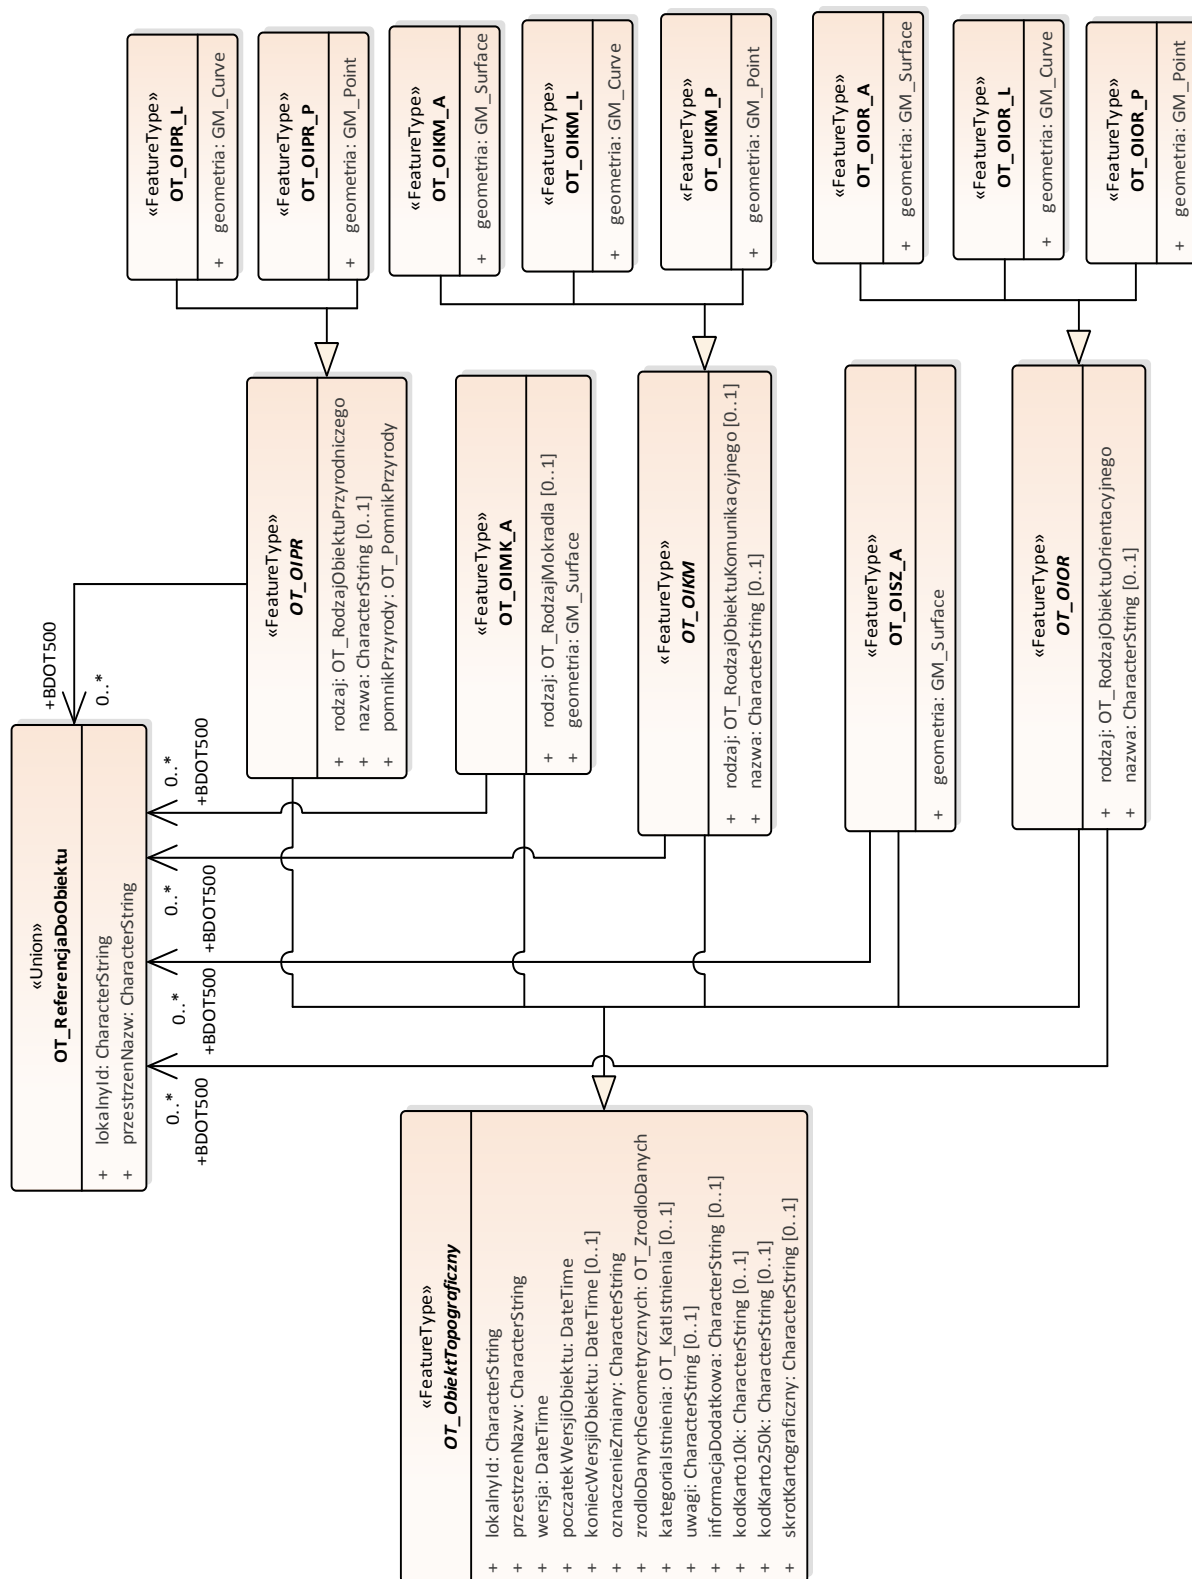 «FeatureType»
OT_OIPR_L
+ geometria: GM_Curve
«FeatureType»
OT_OIPR_P
+ geometria: GM_Point
«FeatureType»
OT_OIKM_A
+ geometria: GM_Surface
«FeatureType»
OT_OIKM_L
+ geometria: GM_Curve
«FeatureType»
OT_OIKM_P
+ geometria: GM_Point
«FeatureType»
OT_OIOR_A
+ geometria: GM_Surface
«FeatureType»
OT_OIOR_L
+ geometria: GM_Curve
«FeatureType»
OT_OIOR_P
+ geometria: GM_Point
«FeatureType»
OT_OIPR
+ rodzaj: OT_RodzajObiektuPrzyrodniczego
+ nazwa: CharacterString [0..1]
+ pomnikPrzyrody: OT_PomnikPrzyrody
«FeatureType»
OT_OIMK_A
+ rodzaj: OT_RodzajMokradla [0..1]
+ geometria: GM_Surface
«FeatureType»
OT_OIKM
+ rodzaj: OT_RodzajObiektuKomunikacyjnego [0..1]
+ nazwa: CharacterString [0..1]
«FeatureType»
OT_OISZ_A
+ geometria: GM_Surface
«FeatureType»
OT_OIOR
+ rodzaj: OT_RodzajObiektuOrientacyjnego
+ nazwa: CharacterString [0..1]
+BDOT500
0..*
0..*
+BDOT500
0..*
+BDOT500
0..*
+BDOT500
0..*
+BDOT500
«Union»
OT_ReferencjaDoObiektu
+ lokalnyId: CharacterString
+ przestrzenNazw: CharacterString
«FeatureType»
OT_ObiektTopograficzny
+ lokalnyId: CharacterString
+ przestrzenNazw: CharacterString
+ wersja: DateTime
+ poczatekWersjiObiektu: DateTime
+ koniecWersjiObiektu: DateTime [0..1]
+ oznaczenieZmiany: CharacterString
+ zrodloDanychGeometrycznych: OT_ZrodloDanych
+ kategoriaIstnienia: OT_KatIstnienia [0..1]
+ uwagi: CharacterString [0..1]
+ informacjaDodatkowa: CharacterString [0..1]
+ kodKarto10k: CharacterString [0..1]
+ kodKarto250k: CharacterString [0..1]
+ skrotKartograficzny: CharacterString [0..1]